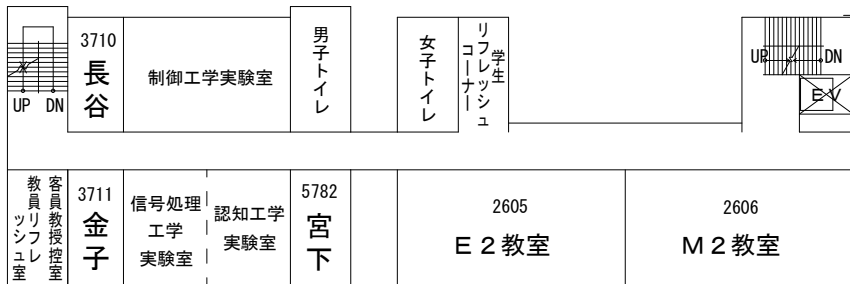 3710
長谷
制御工学実験室
男子トイレ
女子トイレ
学生
リフレッシュ
コーナー
UP DN
UP DN
EV
客員教授控室
教員リフレ
ッシュ室
3711
金子
信号処理
工学
実験室
認知工学
実験室
5782
宮下
2605
E2教室
2606
M2教室